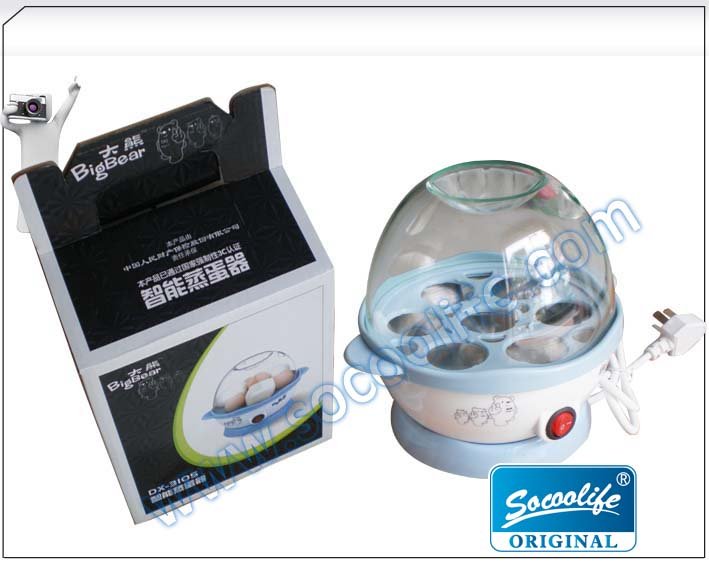 大熊
BigBear
本产品由
中国人民财产保险股份有限公司
责任承保
本产品已通过国家强制性3C认证
智能蒸蛋器
大熊
BigBear
DX-3105
智能蒸蛋器
www.socoolife.com
Socoolife
ORIGINAL